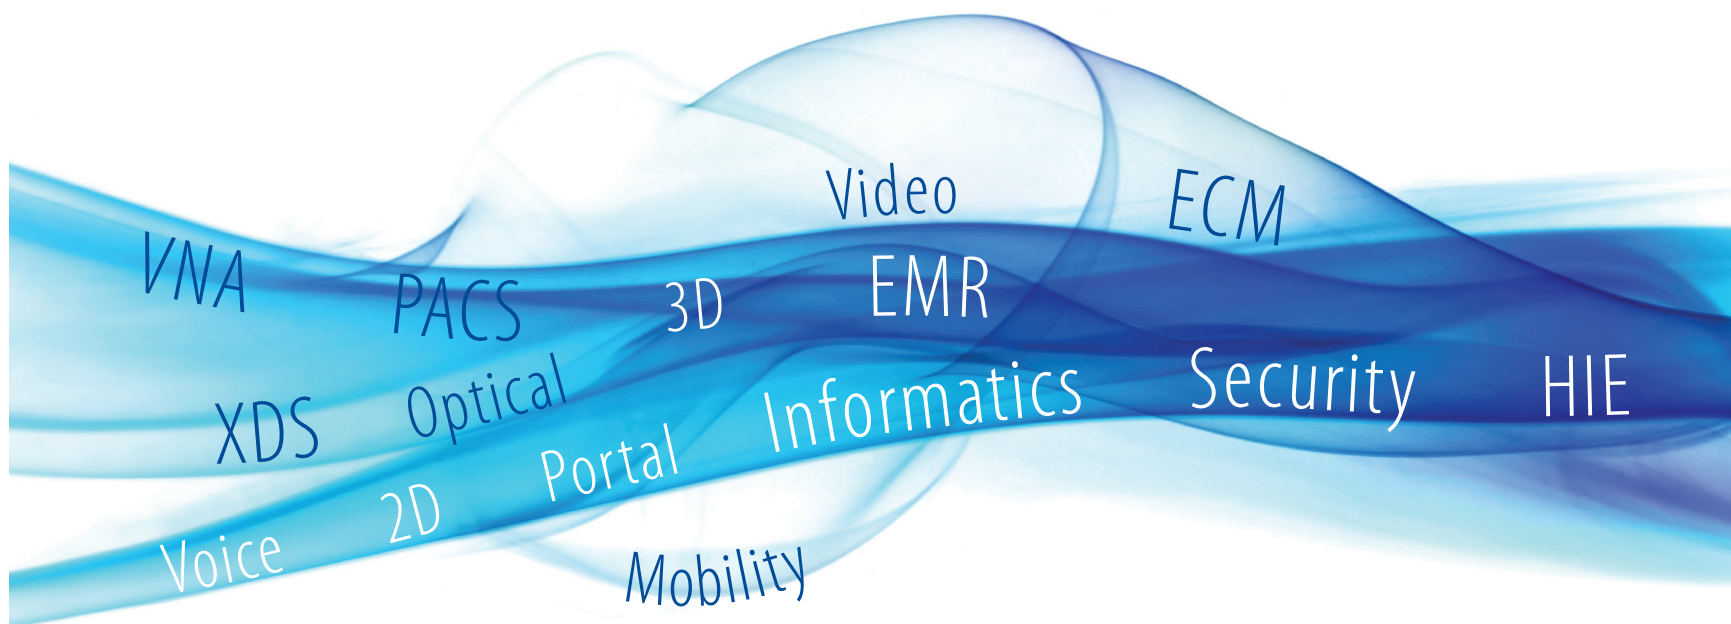 Video
ECM
VNA
PACS
3D
EMR
XDS
Optical
Informatics
Security
HIE
Portal
2D
Voice
Mobility